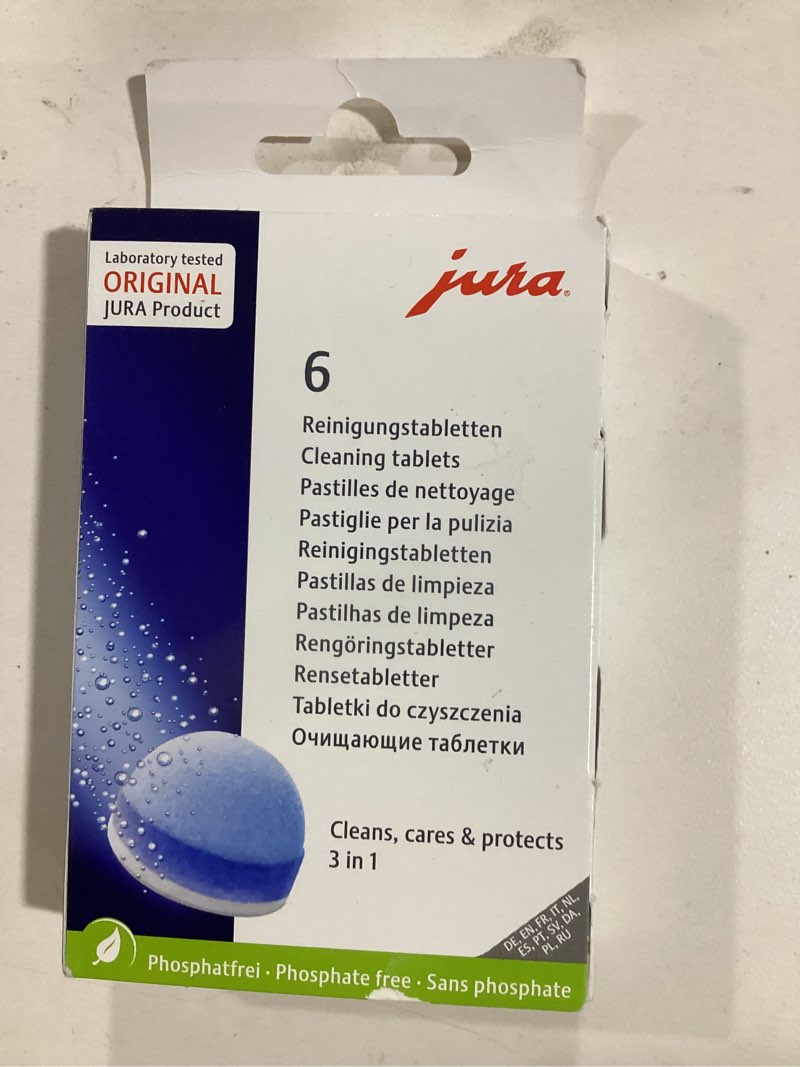 Laboratory tested
ORIGINAL
JURA Product
jura®
6
Reinigungstabletten
Cleaning tablets
Pastilles de nettoyage
Pastiglie per la pulizia
Reinigingstabletten
Pastillas de limpieza
Pastilhas de limpeza
Rengöringstabletter
Rensetabletter
Tabletki do czyszczenia
Очищающие таблетки
Cleans, cares & protects
3 in 1
DE, EN, FR, IT, NL,
ES, PT, SV, DA,
PL, RU
Phosphatfrei · Phosphate free · Sans phosphate